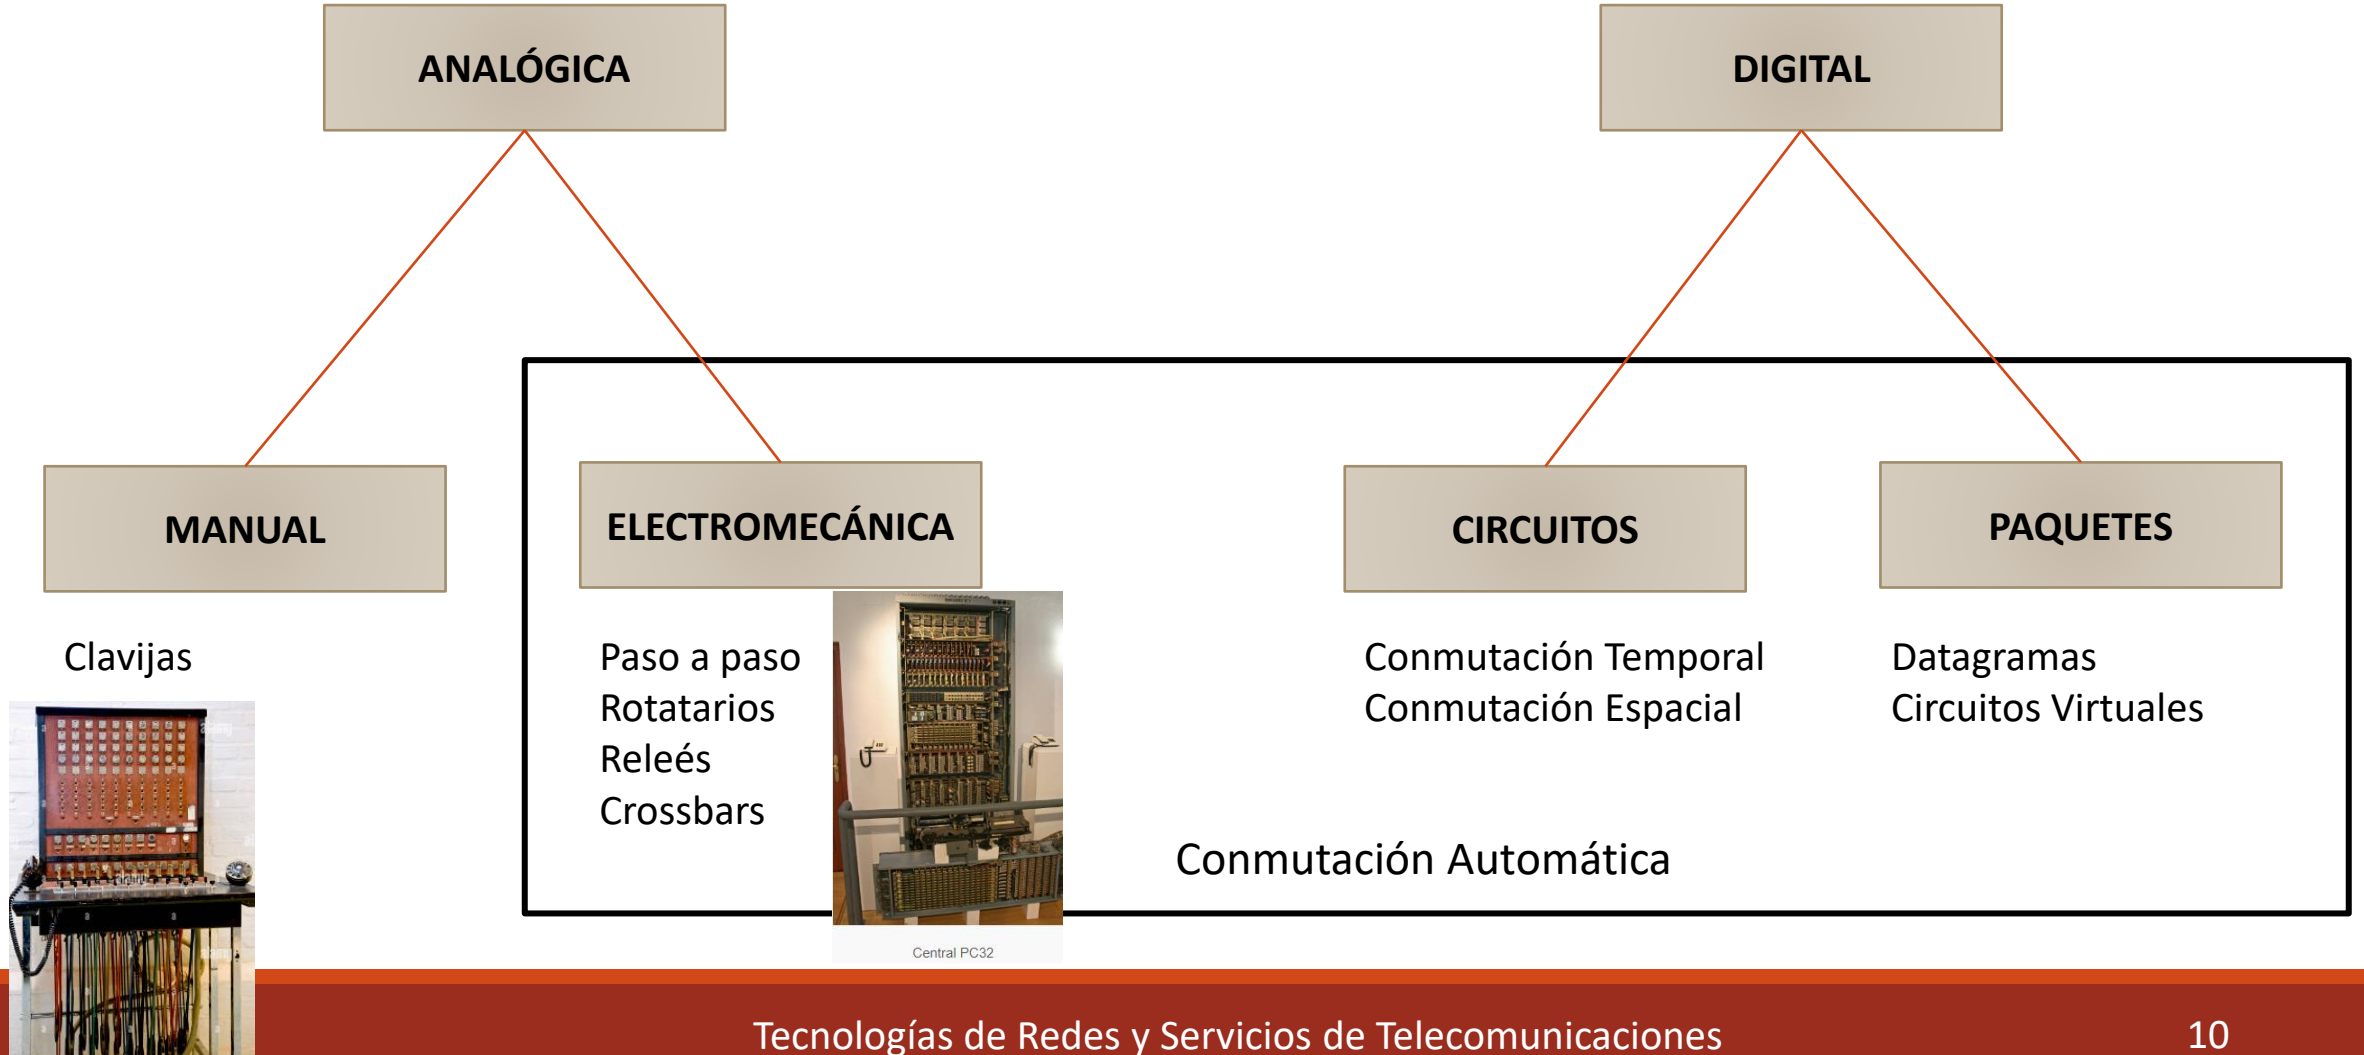 ANALÓGICA
DIGITAL
MANUAL
ELECTROMECÁNICA
CIRCUITOS
PAQUETES
Clavijas
Paso a paso
Rotatarios
Releés
Crossbars
Conmutación Temporal
Conmutación Espacial
Datagramas
Circuitos Virtuales
Conmutación Automática
Central PC32
Tecnologías de Redes y Servicios de Telecomunicaciones
10